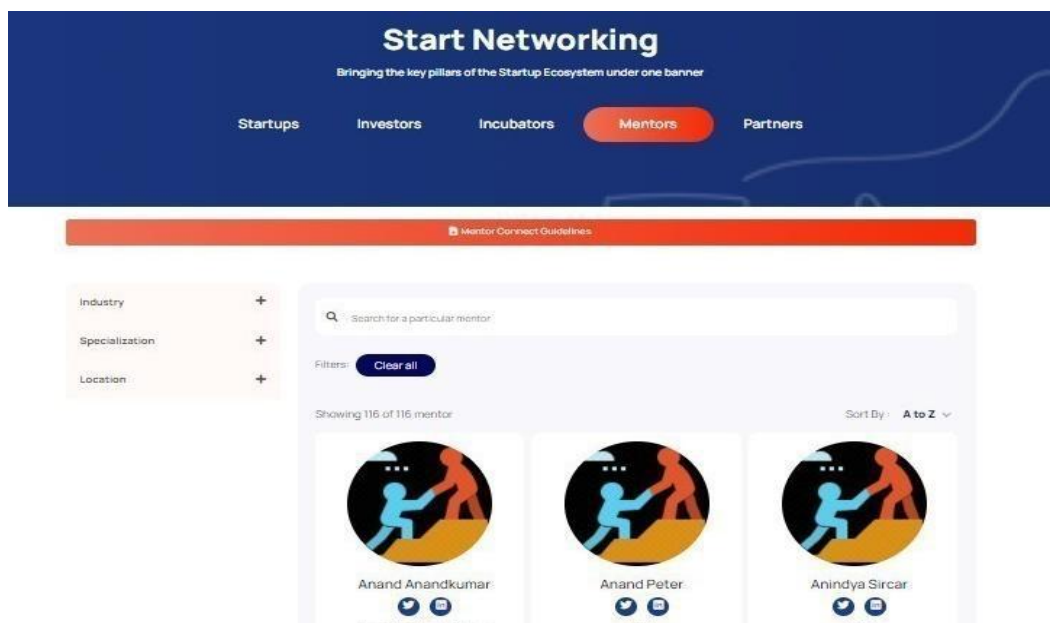 Start Networking
Bringing the key pillars of the Startup Ecosystem under one banner
Startups Investors Incubators Mentors Partners
Mentor Connect Guidelines
Industry +
Specialization +
Location +
Search for a particular mentor
Filters: Clear all
Showing 116 of 116 mentor
Sort By : A to Z
Anand Anandkumar
Anand Peter
Anindya Sircar